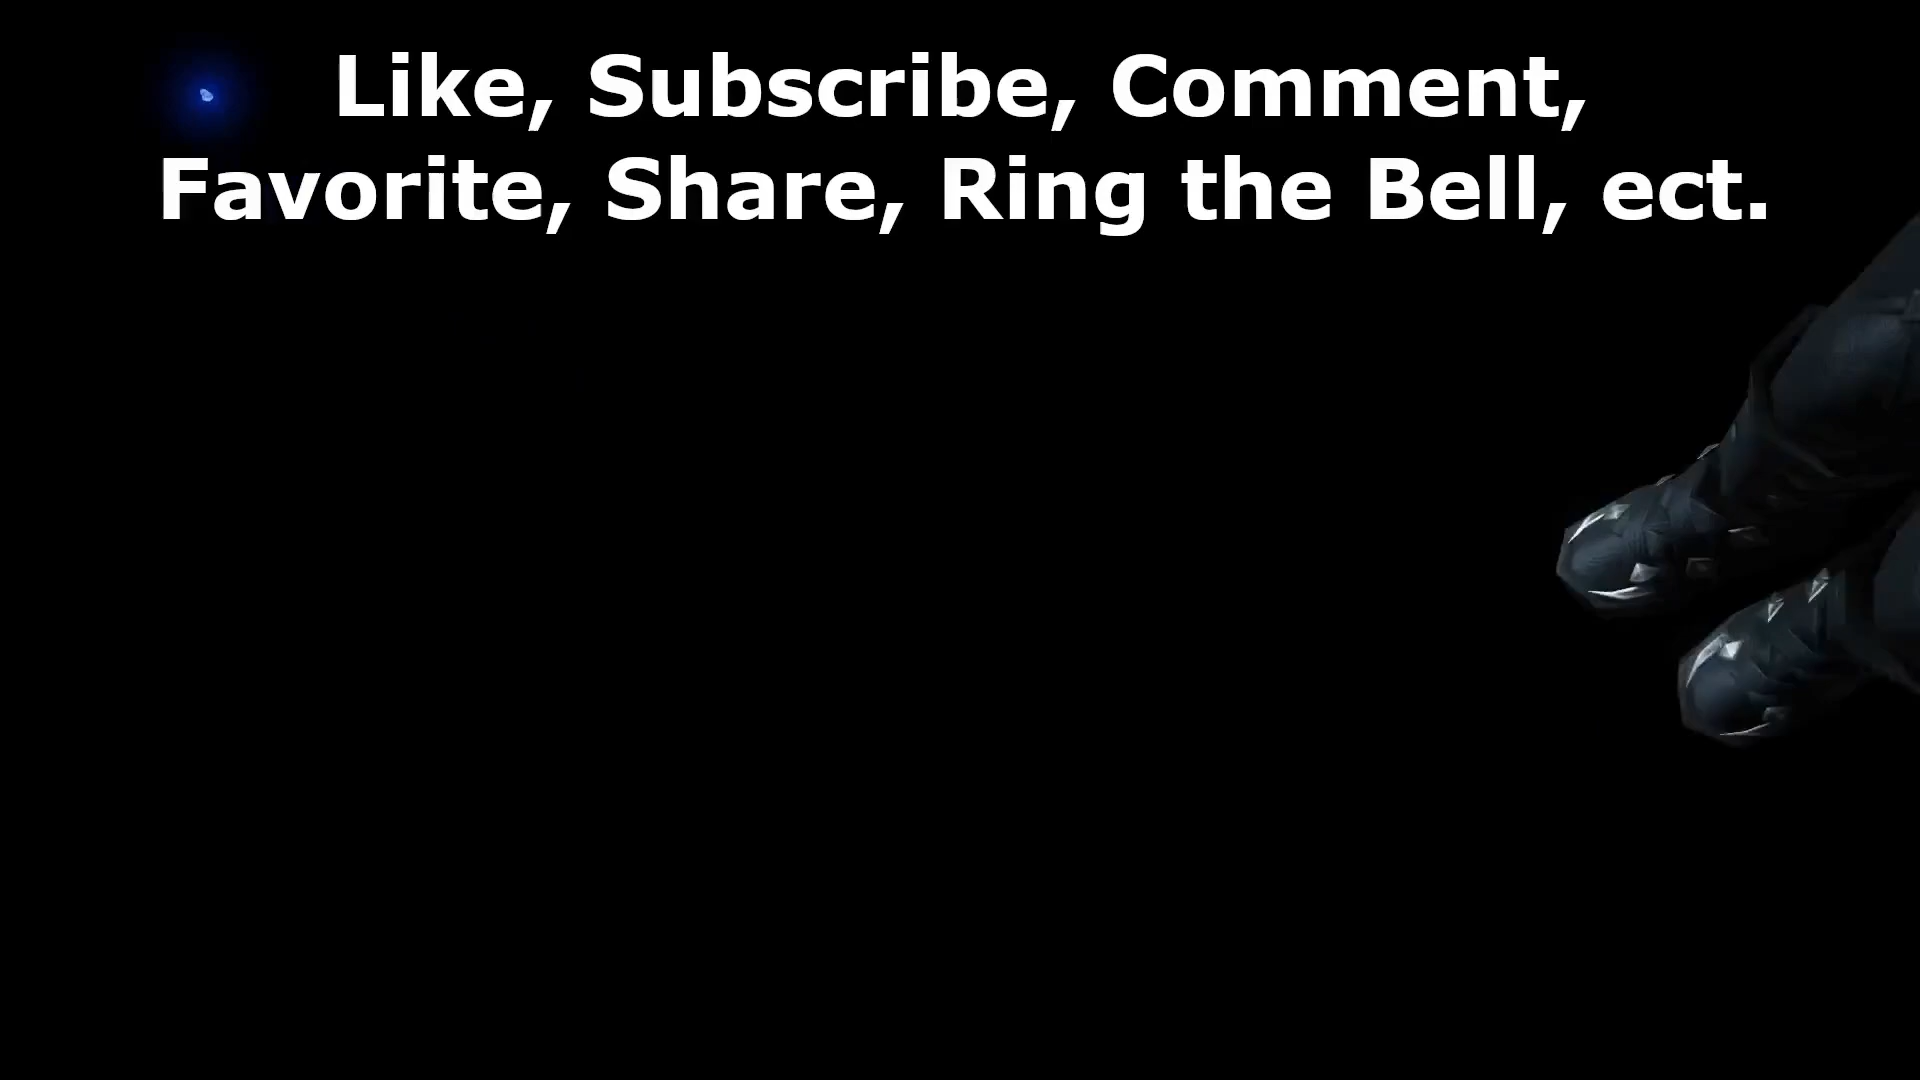 Like, Subscribe, Comment,
Favorite, Share, Ring the Bell, ect.